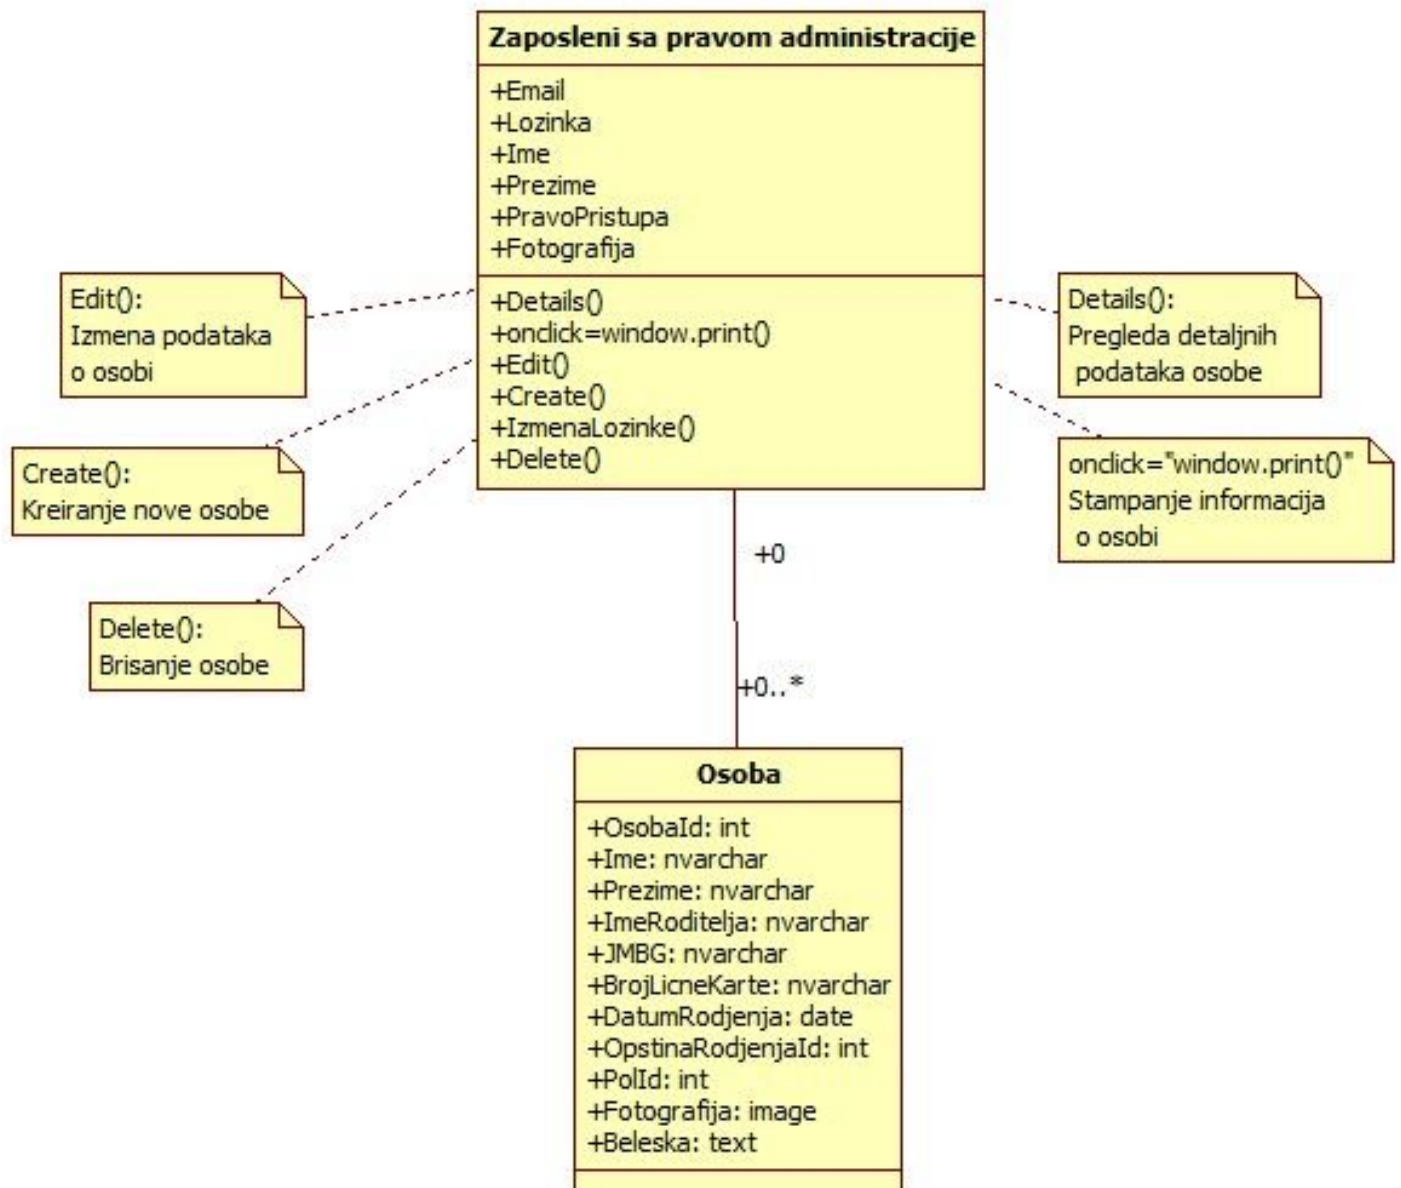 Zaposleni sa pravom administracije
+Email
+Lozinka
+Ime
+Prezime
+PravoPristupa
+Fotografija
+Details()
+onclick=window.print()
+Edit()
+Create()
+IzmenaLozinke()
+Delete()
Edit():
Izmena podataka
o osobi
Create():
Kreiranje nove osobe
Delete():
Brisanje osobe
Details():
Pregleda detaljnih
podataka osobe
onclick="window.print()"
Stampanje informacija
o osobi
+0
+0..*
Osoba
+OsobaId: int
+Ime: nvarchar
+Prezime: nvarchar
+ImeRoditelja: nvarchar
+JMBG: nvarchar
+BrojLicneKarte: nvarchar
+DatumRodjenja: date
+OpstinaRodjenjaId: int
+PolId: int
+Fotografija: image
+Beleska: text